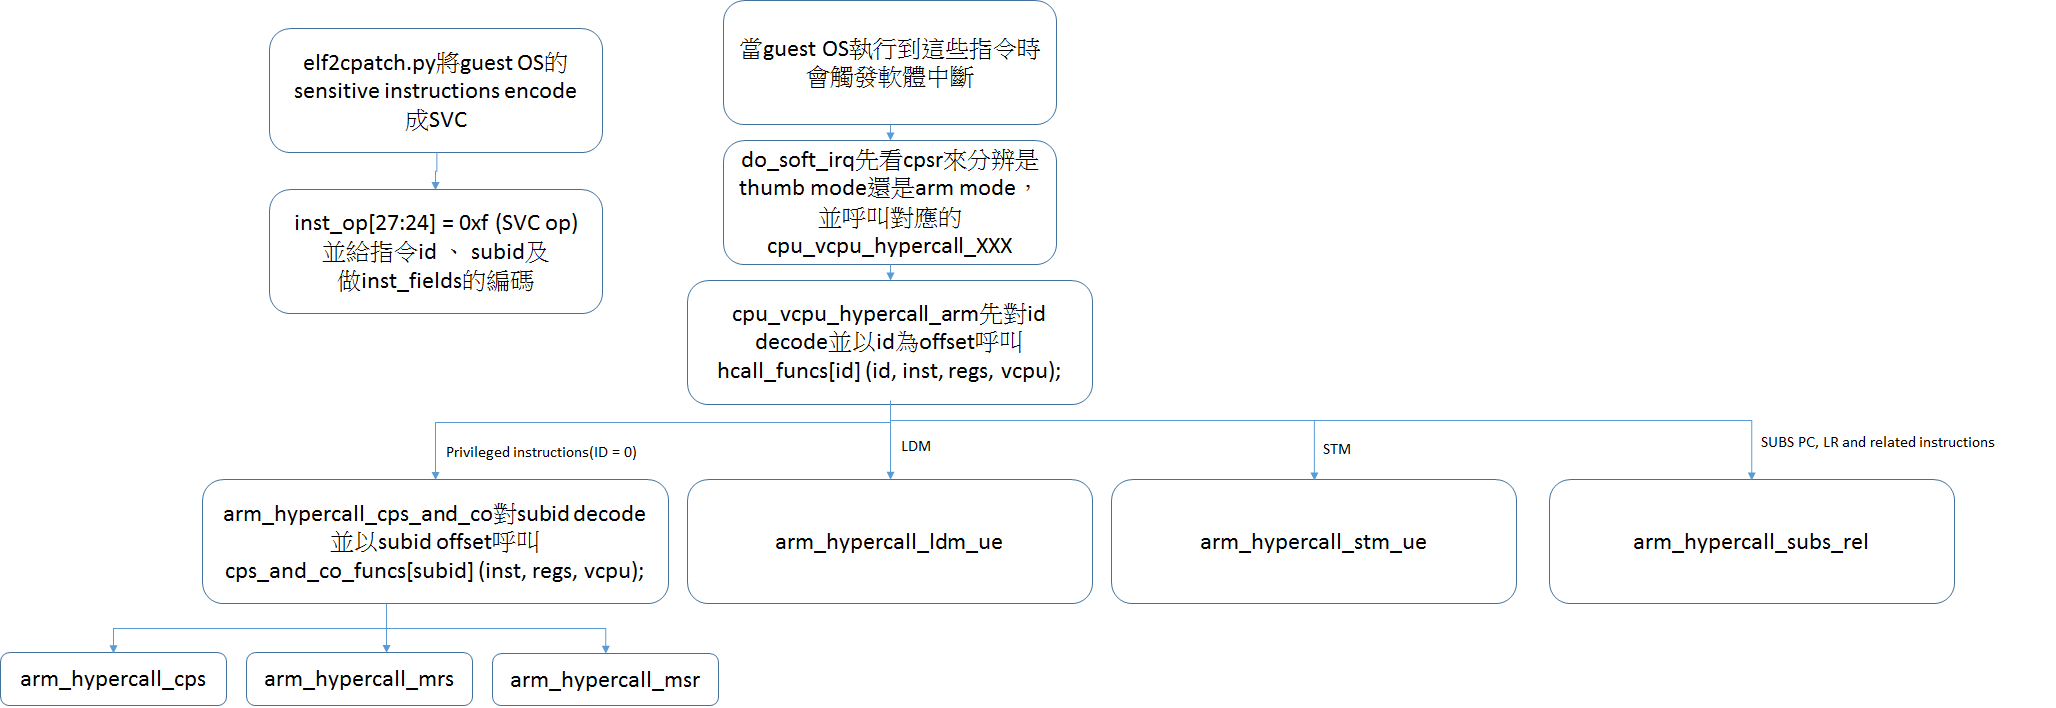 elf2cpatch.py將guest OS的
sensitive instructions encode
成SVC
inst_op[27:24] = 0xf (SVC op)
並給指令id 、 subid及
做inst_fields的編碼
當guest OS執行到這些指令時
會觸發軟體中斷
do_soft_irq先看cpsr來分辨是
thumb mode還是arm mode，
並呼叫對應的
cpu_vcpu_hypercall_XXX
cpu_vcpu_hypercall_arm先對id
decode並以id為offset呼叫
hcall_funcs[id] (id, inst, regs, vcpu);
Privileged instructions(ID = 0)
LDM
STM
SUBS PC, LR and related instructions
arm_hypercall_cps_and_co對subid decode
並以subid offset呼叫
cps_and_co_funcs[subid] (inst, regs, vcpu);
arm_hypercall_ldm_ue
arm_hypercall_stm_ue
arm_hypercall_subs_rel
arm_hypercall_cps
arm_hypercall_mrs
arm_hypercall_msr